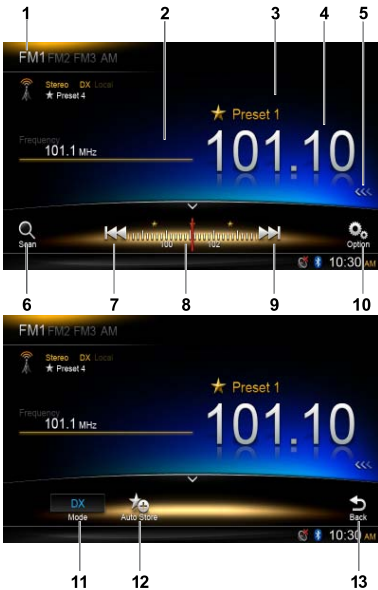 1 2 3 4 5
FM1 FM2 FM3 AM
Stereo DX Local
★ Preset 4
★ Preset 1
Frequency
101.1 MHz
101.10
Scan
100 102
Option
10:30 AM
6 7 8 9 10
FM1 FM2 FM3 AM
Stereo DX Local
★ Preset 4
★ Preset 1
Frequency
101.1 MHz
101.10
DX
Mode
Auto Store
Back
10:30 AM
11 12 13